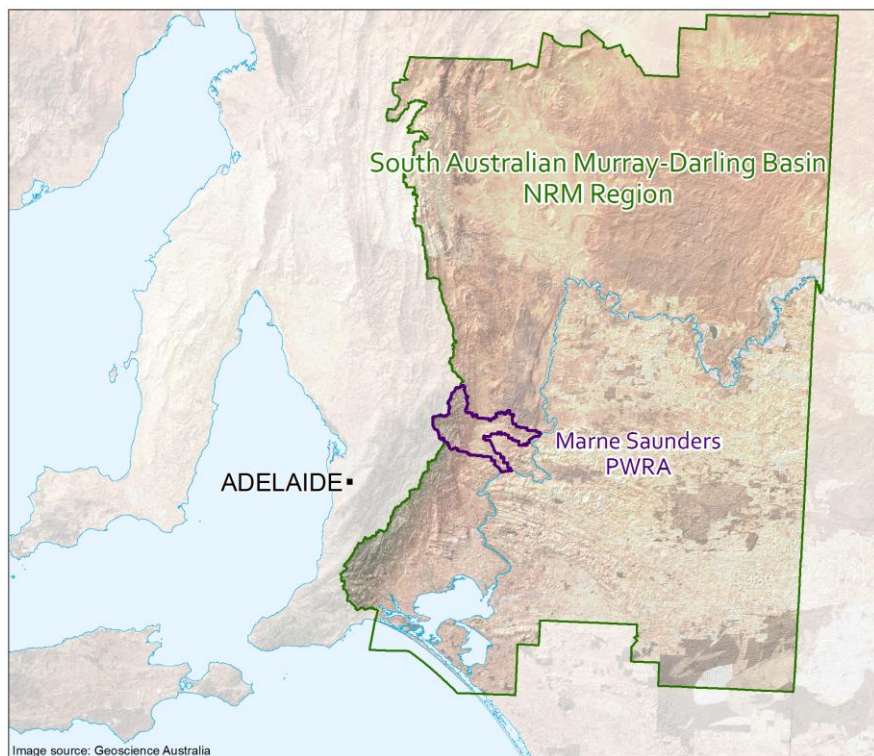 South Australian Murray-Darling Basin
NRM Region
Marne Saunders
PWRA
ADELAIDE
Image source: Geoscience Australia